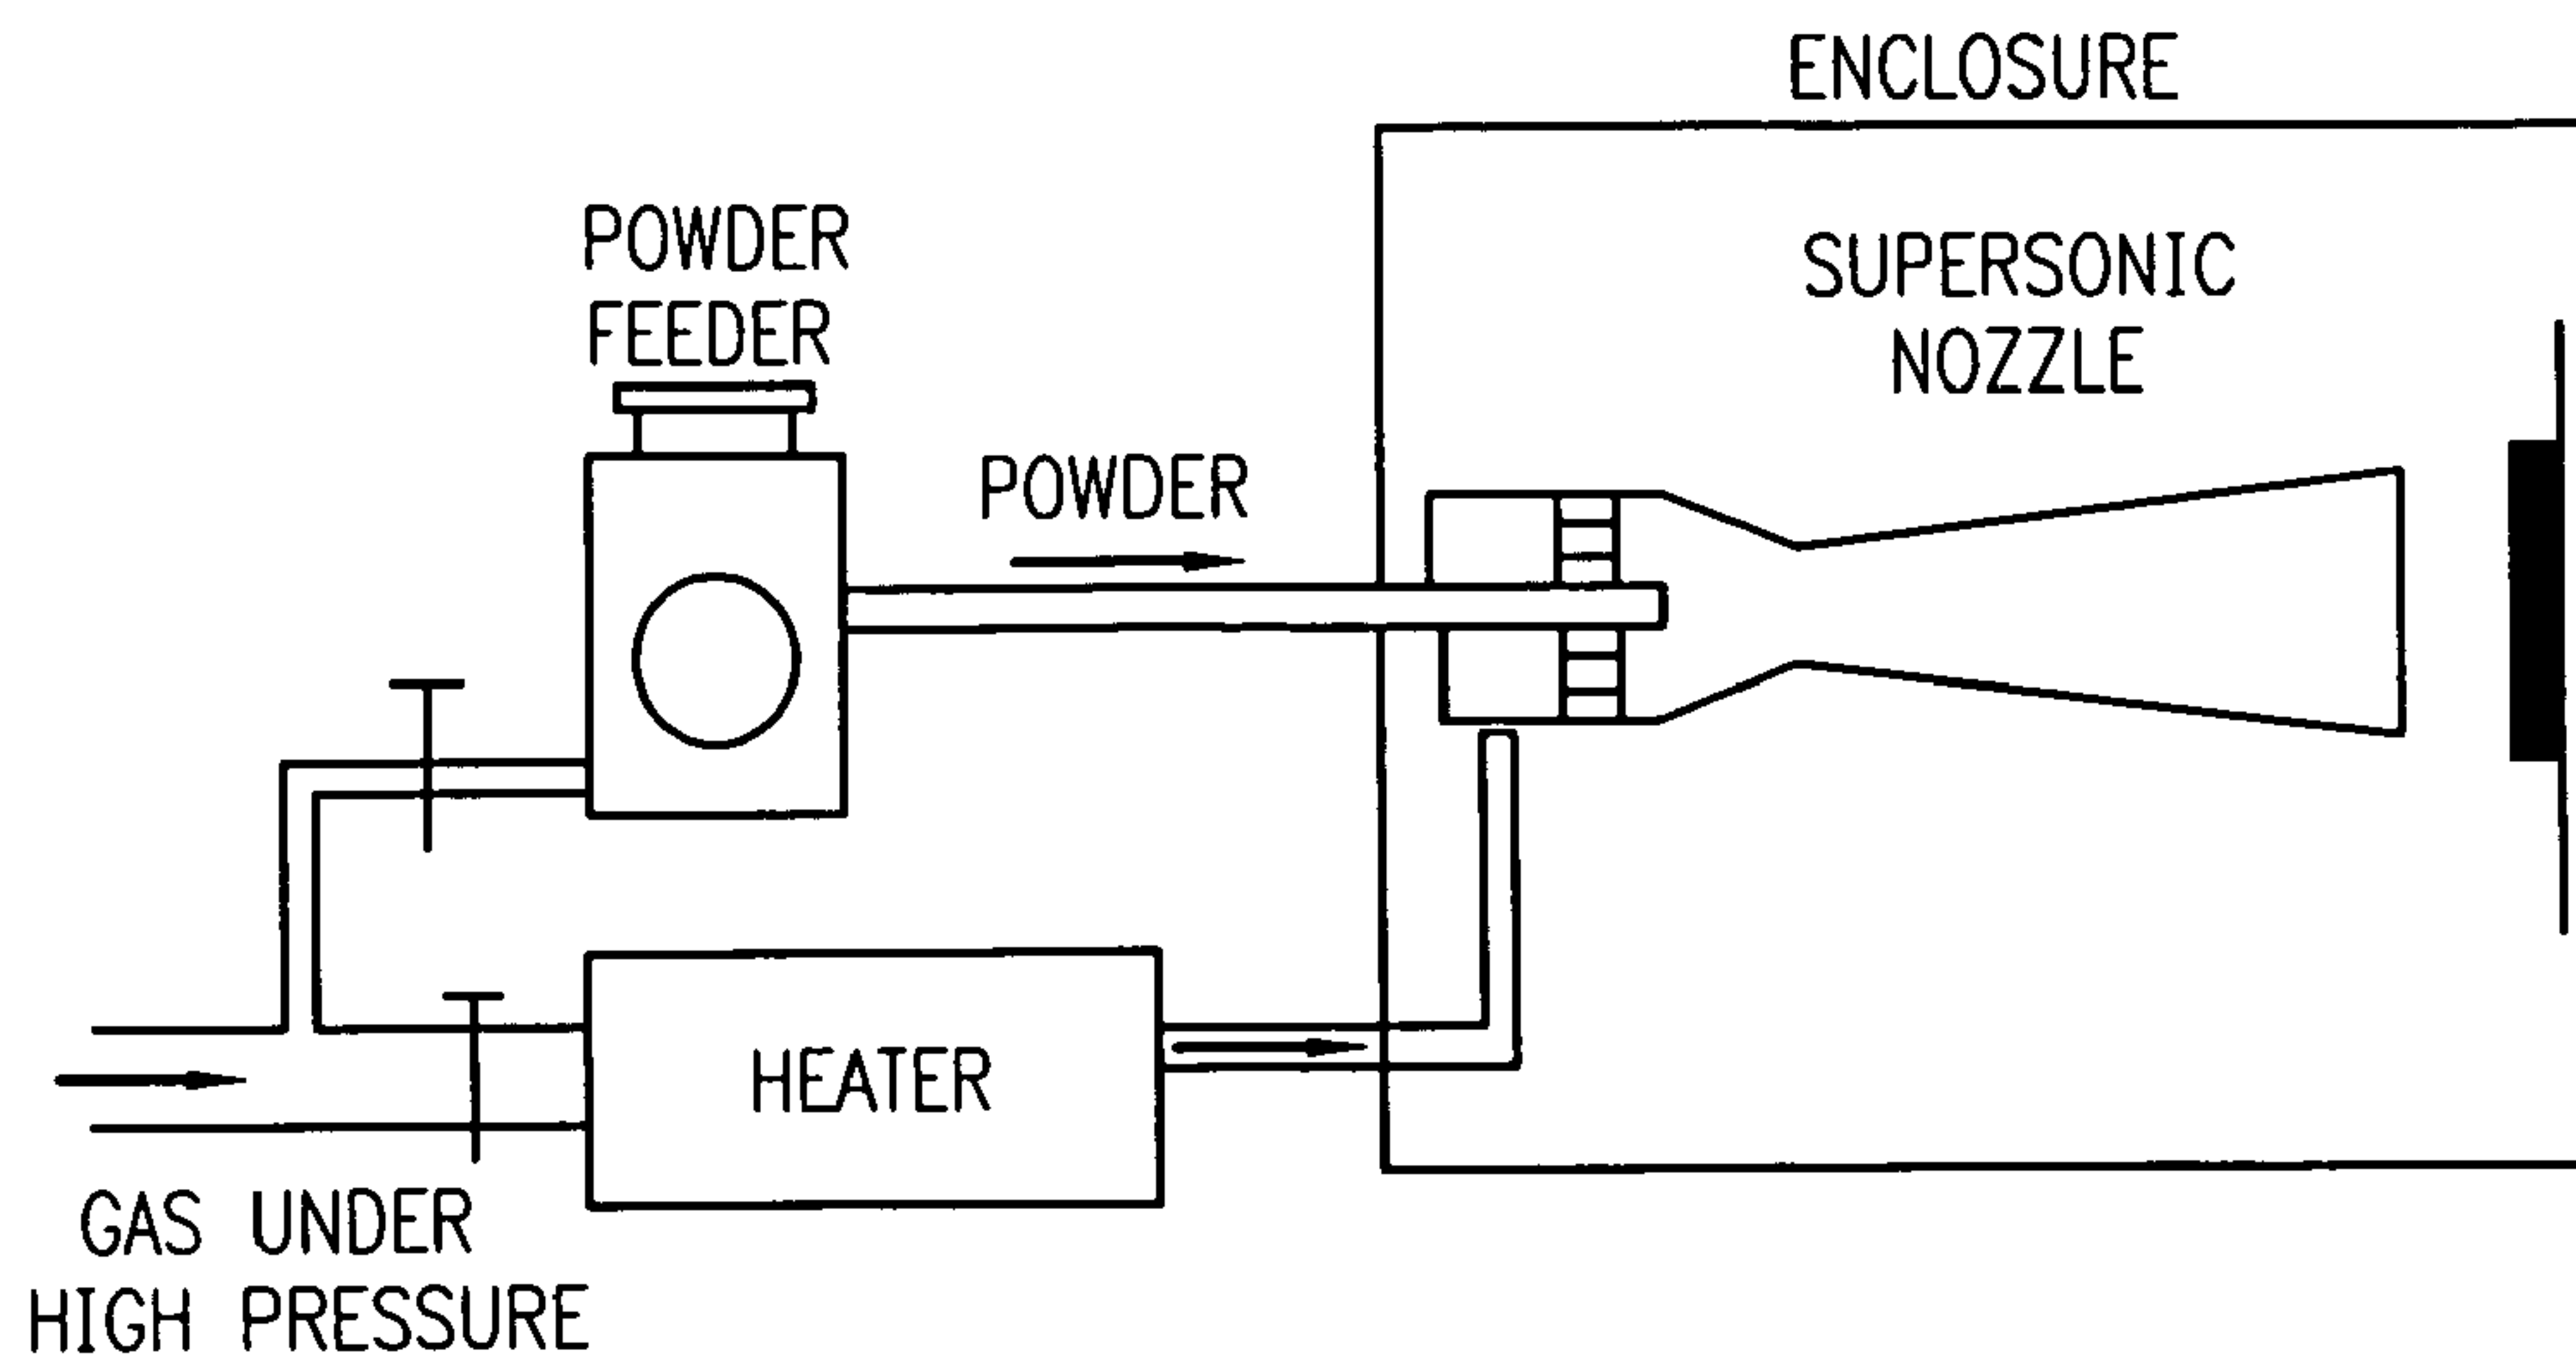 ENCLOSURE
POWDER
FEEDER
SUPERSONIC
NOZZLE
POWDER
HEATER
GAS UNDER
HIGH PRESSURE